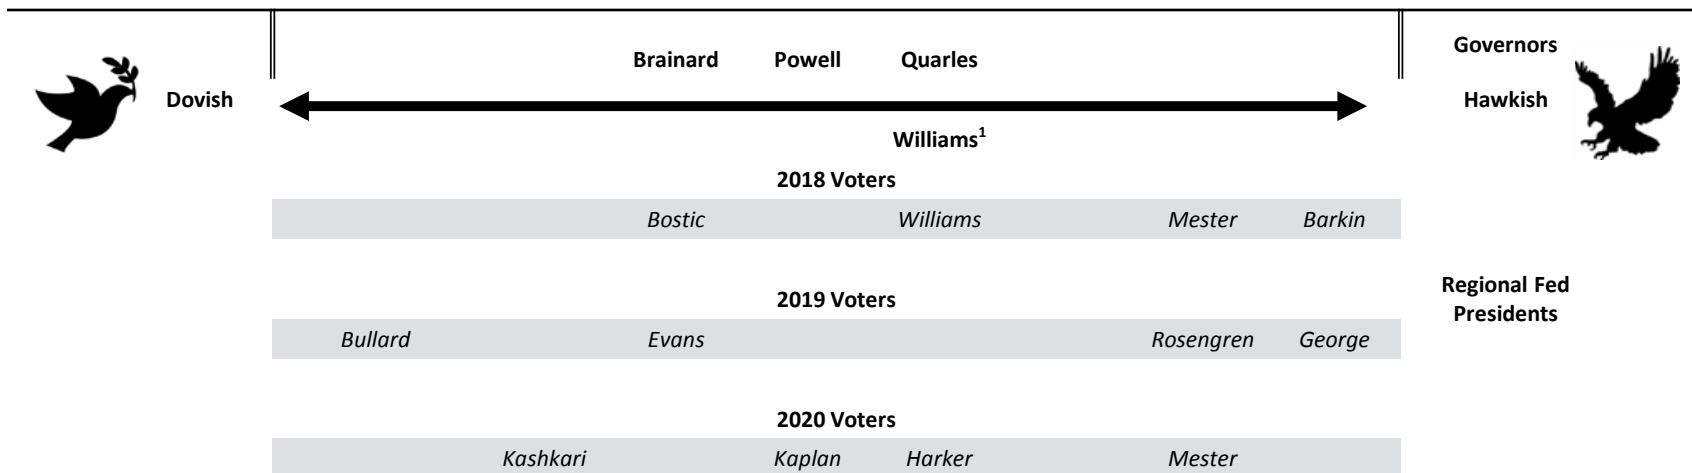 Governors
Brainard Powell Quarles
Dovish Hawkish
Williams¹
2018 Voters
Bostic Williams Mester Barkin
Regional Fed
Presidents
2019 Voters
Bullard Evans Rosengren George
2020 Voters
Kashkari Kaplan Harker Mester